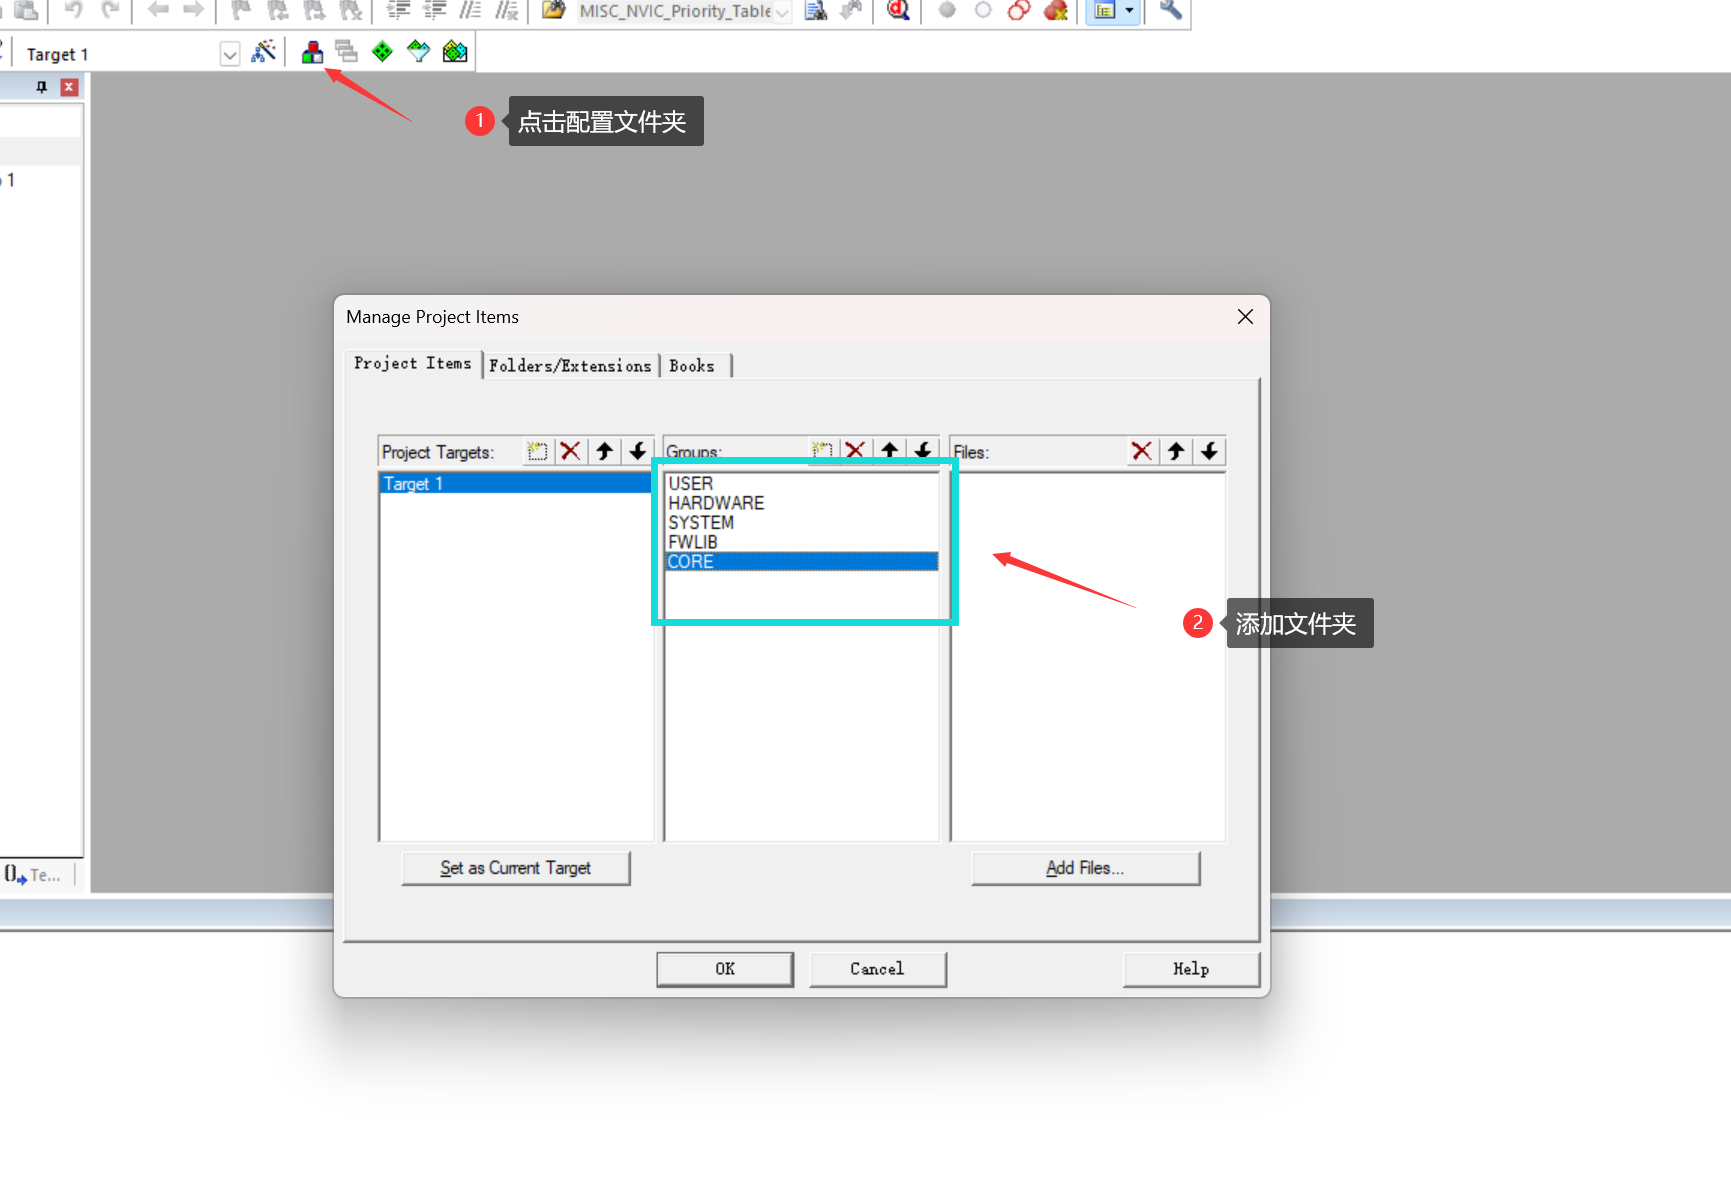 MISC_NVIC_Priority_Table
Target 1
1 点击配置文件夹
1
Manage Project Items
Project Items Folders/Extensions Books
Project Targets: Groups: Files:
Target 1
USER
HARDWARE
SYSTEM
FWLIB
CORE
2 添加文件夹
Set as Current Target Add Files...
{} Te...
OK Cancel Help